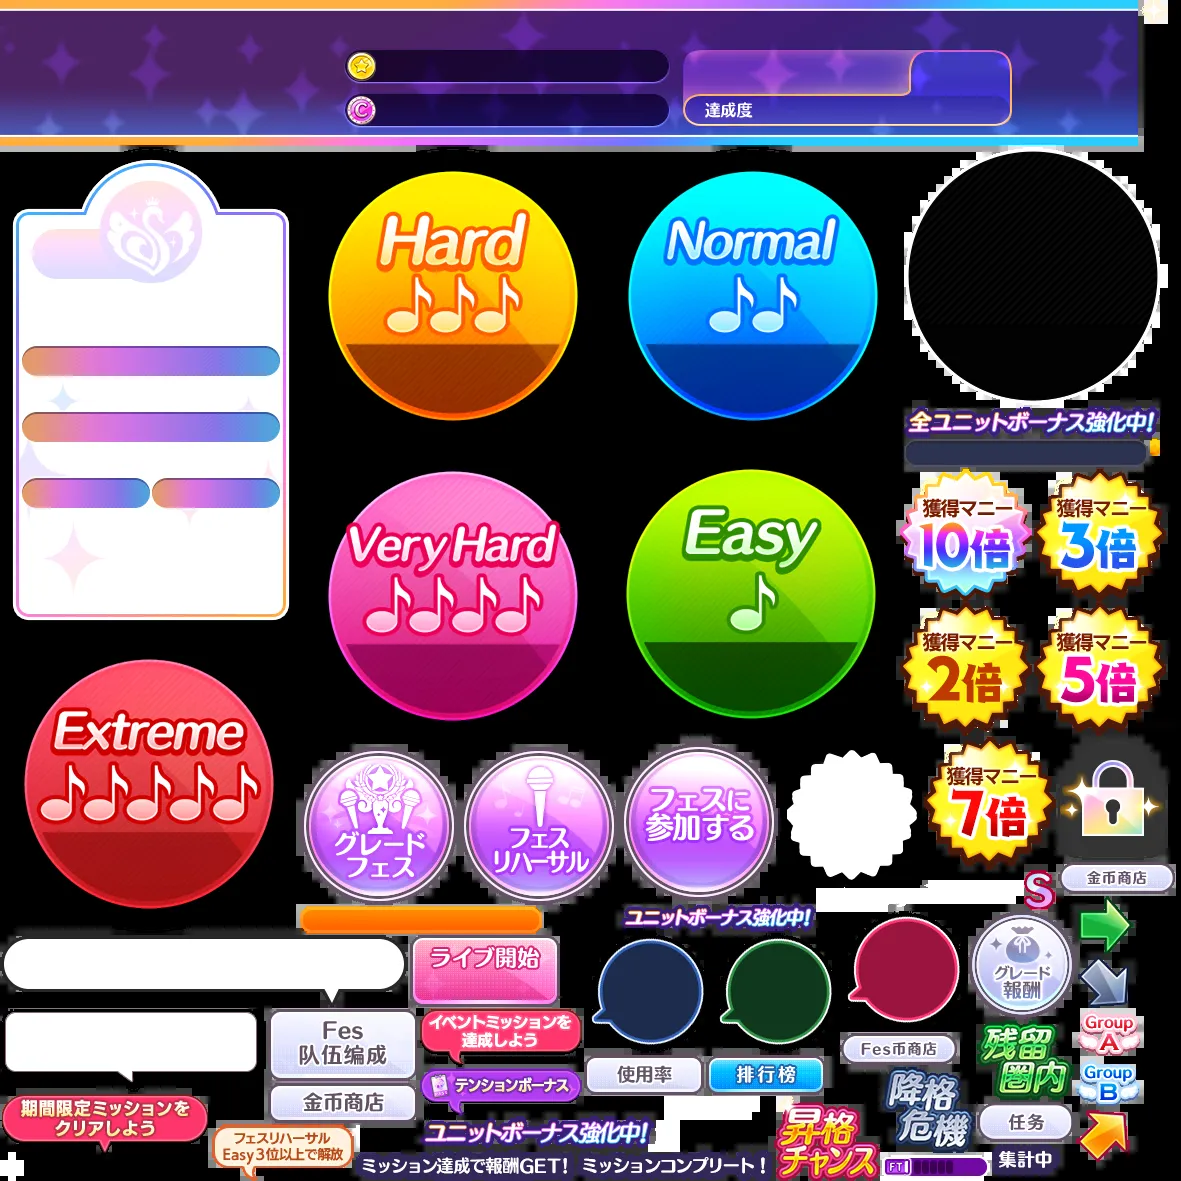 C
達成度
Hard
Normal
全ユニットボーナス強化中!
獲得マニー
10倍
獲得マニー
3倍
Very Hard
Easy
獲得マニー
2倍
獲得マニー
5倍
Extreme
グレード
フェス
フェス
リハーサル
フェスに
参加する
獲得マニー
7倍
金币商店
S
ユニットボーナス強化中!
ライブ開始
グレード
報酬
Fes
队伍编成
イベントミッションを
達成しよう
Fes币商店
残留
圏内
Group
A
使用率
排行榜
テンションボーナス
Group
B
金币商店
降格
危機
期間限定ミッションを
クリアしよう
任务
昇格
チャンス
ユニットボーナス強化中!
フェスリハーサル
Easy3位以上で解放
ミッション達成で報酬GET!
ミッションコンプリート!
FT
集計中